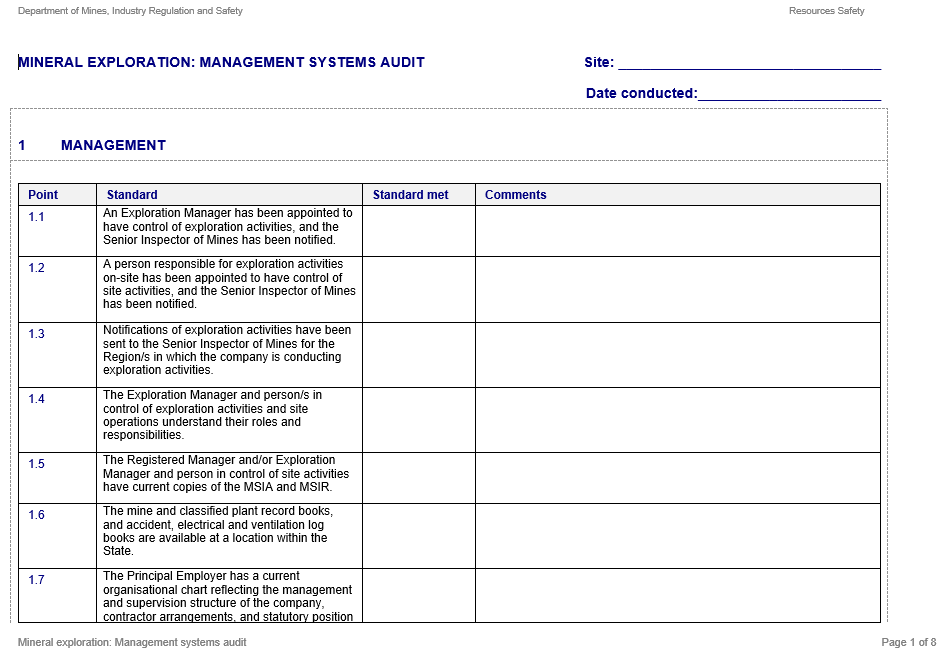 Department of Mines, Industry Regulation and Safety Resources Safety
MINERAL EXPLORATION: MANAGEMENT SYSTEMS AUDIT Site:
Date conducted:
1 MANAGEMENT
Point Standard Standard met Comments
1.1 An Exploration Manager has been appointed to
have control of exploration activities, and the
Senior Inspector of Mines has been notified.
1.2 A person responsible for exploration activities
on-site has been appointed to have control of
site activities, and the Senior Inspector of Mines
has been notified.
1.3 Notifications of exploration activities have been
sent to the Senior Inspector of Mines for the
Region/s in which the company is conducting
exploration activities.
1.4 The Exploration Manager and person/s in
control of exploration activities and site
operations understand their roles and
responsibilities.
1.5 The Registered Manager and/or Exploration
Manager and person in control of site activities
have current copies of the MSIA and MSIR.
1.6 The mine and classified plant record books,
and accident, electrical and ventilation log
books are available at a location within the
State.
1.7 The Principal Employer has a current
organisational chart reflecting the management
and supervision structure of the company,
contractor arrangements, and statutory position
Mineral exploration: Management systems audit Page 1 of 8